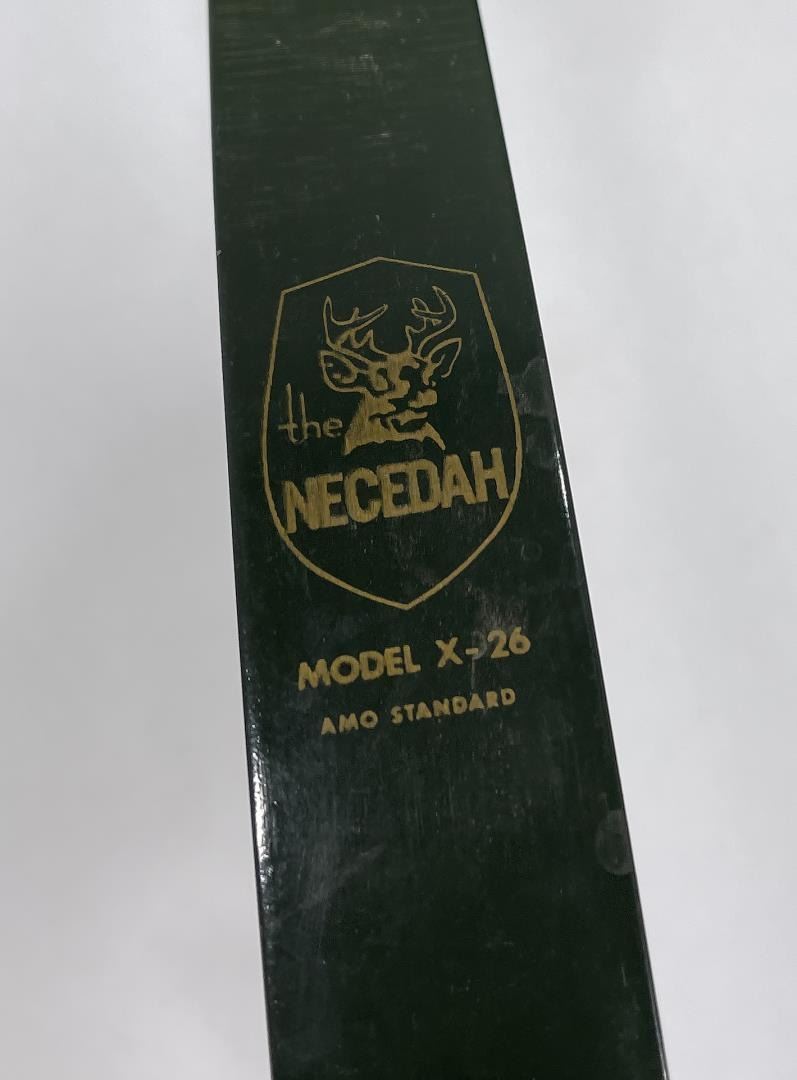 the
NECEDAH
MODEL X-26
AMO STANDARD